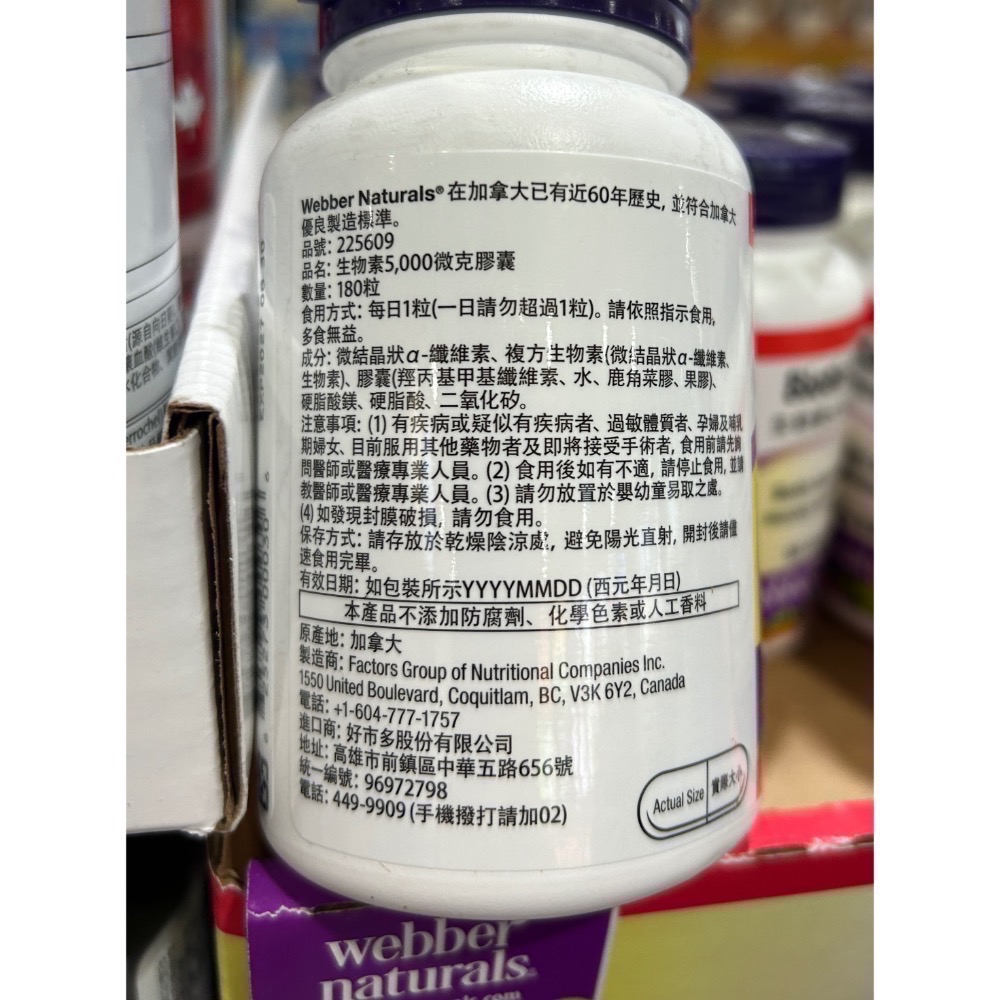 Webber Naturals® 在加拿大已有近60年歷史, 並符合加拿大
優良製造標準。
品號: 225609
品名: 生物素5,000微克膠囊
數量: 180粒
食用方式: 每日1粒(一日請勿超過1粒)。請依照指示食用,
多食無益。
成分: 微結晶狀α-纖維素、複方生物素(微結晶狀α-纖維素、
生物素)、膠囊(羥丙基甲基纖維素、水、鹿角菜膠、果膠)、
硬脂酸鎂、硬脂酸、二氧化矽。
注意事項: (1) 有疾病或疑似有疾病者、過敏體質者、孕婦及哺乳
期婦女、目前服用其他藥物者及即將接受手術者, 食用前請先詢
問醫師或醫療專業人員。(2) 食用後如有不適, 請停止食用, 並請
教醫師或醫療專業人員。(3) 請勿放置於嬰幼童易取之處。
(4) 如發現封膜破損, 請勿食用。
保存方式: 請存放於乾燥陰涼處, 避免陽光直射, 開封後請儘
速食用完畢。
有效日期: 如包裝所示YYYYMMDD (西元年月日)
本產品不添加防腐劑、化學色素或人工香料
原產地: 加拿大
製造商: Factors Group of Nutritional Companies Inc.
1550 United Boulevard, Coquitlam, BC, V3K 6Y2, Canada
電話: +1-604-777-1757
進口商: 好市多股份有限公司
地址: 高雄市前鎮區中華五路656號
統一編號: 96972798
電話: 449-9909 (手機撥打請加02)
Actual Size 實際大小
webber
naturals